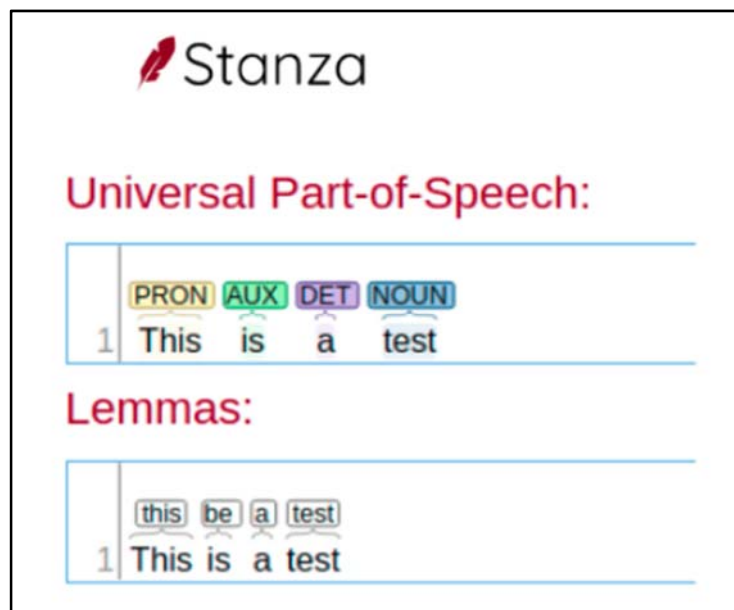 Stanza
Universal Part-of-Speech:
PRON AUX DET NOUN
1 This is a test
Lemmas:
this be a test
1 This is a test